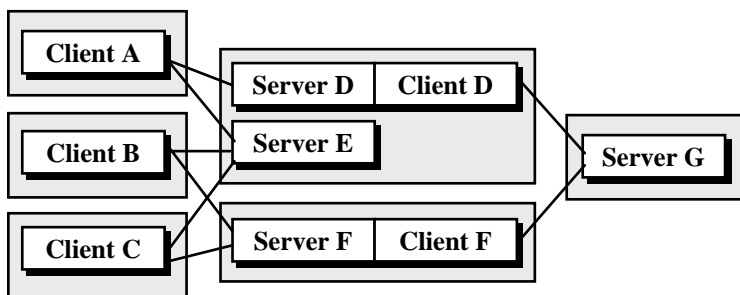 Client A
Client B
Client C
Server D
Client D
Server E
Server F
Client F
Server G